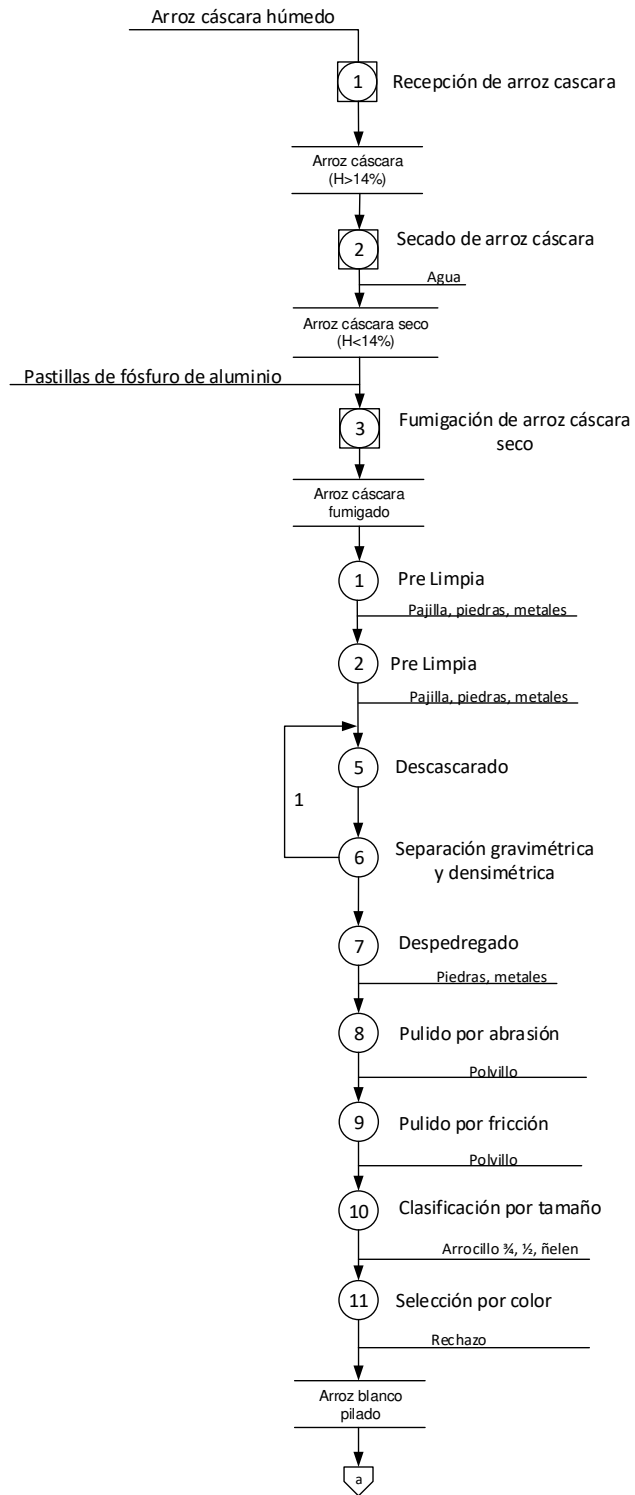 Arroz cáscara húmedo
1
Recepción de arroz cascara
Arroz cáscara
(H>14%)
2
Secado de arroz cáscara
Agua
Arroz cáscara seco
(H<14%)
Pastillas de fósfuro de aluminio
3
Fumigación de arroz cáscara
seco
Arroz cáscara
fumigado
1
Pre Limpia
Pajilla, piedras, metales
2
Pre Limpia
Pajilla, piedras, metales
5
Descascarado
1
6
Separación gravimétrica
y densimétrica
7
Despedregado
Piedras, metales
8
Pulido por abrasión
Polvillo
9
Pulido por fricción
Polvillo
10
Clasificación por tamaño
Arrocillo ¾, ½, ñelen
11
Selección por color
Rechazo
Arroz blanco
pilado
a